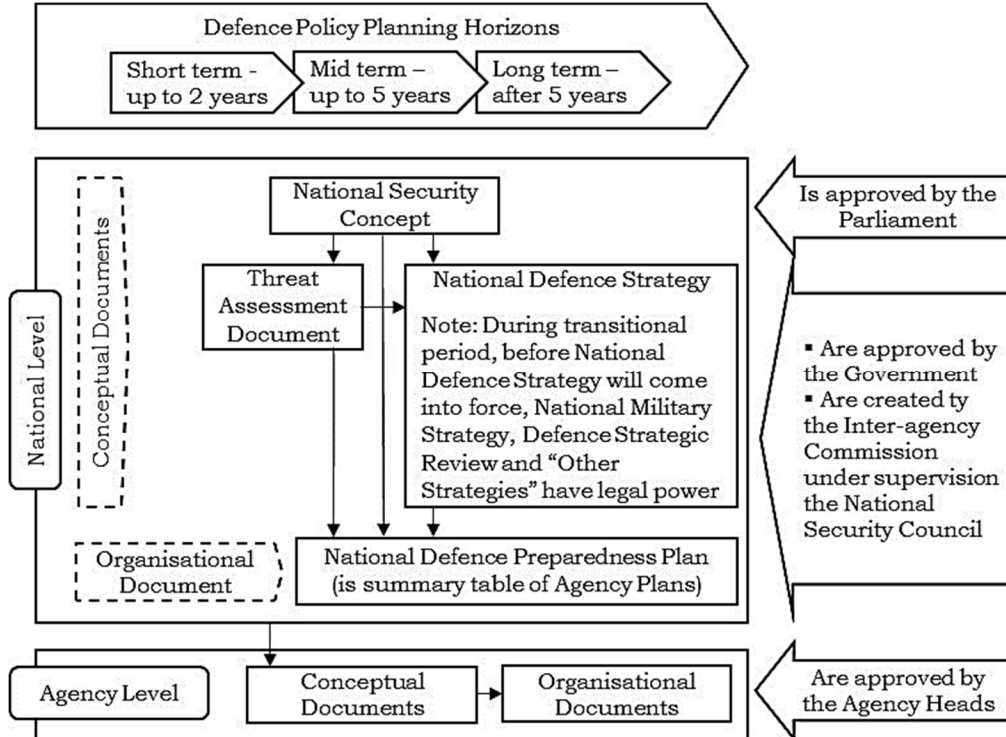 Defence Policy Planning Horizons
Short term -
up to 2 years
Mid term –
up to 5 years
Long term –
after 5 years
National Level
Conceptual Documents
National Security
Concept
Is approved by the
Parliament
Threat
Assessment
Document
National Defence Strategy
Note: During transitional
period, before National
Defence Strategy will come
into force, National Military
Strategy, Defence Strategic
Review and “Other
Strategies” have legal power
▪ Are approved by
the Government
▪ Are created ty
the Inter-agency
Commission
under supervision
the National
Security Council
Organisational
Document
National Defence Preparedness Plan
(is summary table of Agency Plans)
Agency Level
Conceptual
Documents
Organisational
Documents
Are approved by
the Agency Heads